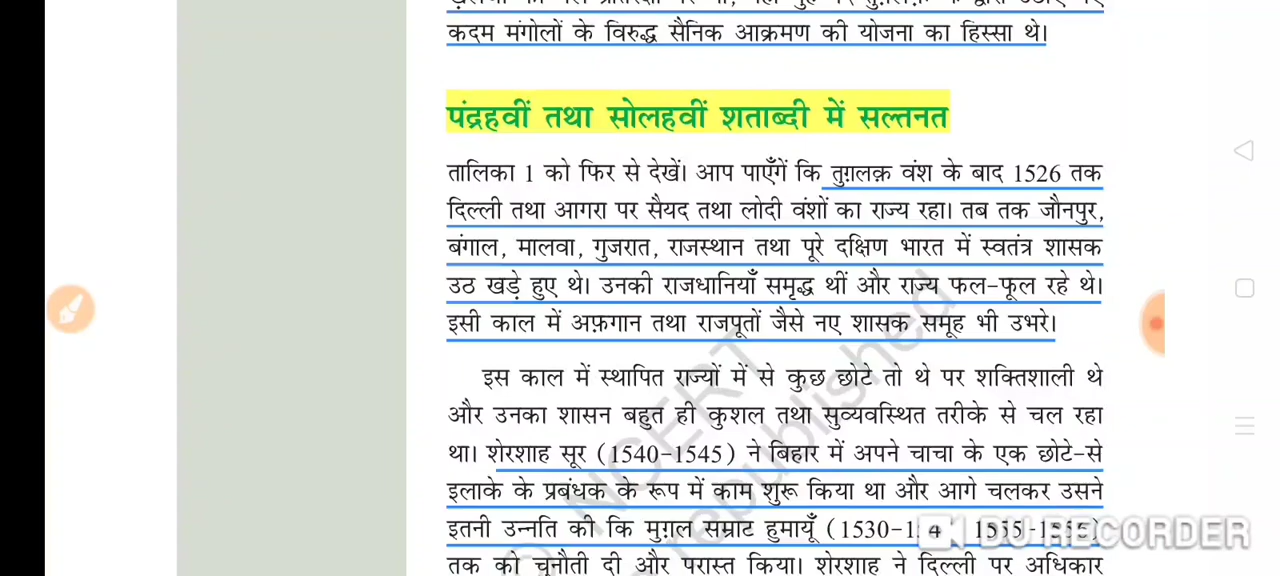 कदम मंगोलों के विरुद्ध सैनिक आक्रमण की योजना का हिस्सा थे।
पंद्रहवीं तथा सोलहवीं शताब्दी में सल्तनत
तालिका 1 को फिर से देखें। आप पाएँगें कि तुग़लक़ वंश के बाद 1526 तक
दिल्ली तथा आगरा पर सैयद तथा लोदी वंशों का राज्य रहा। तब तक जौनपुर,
बंगाल, मालवा, गुजरात, राजस्थान तथा पूरे दक्षिण भारत में स्वतंत्र शासक
उठ खड़े हुए थे। उनकी राजधानियाँ समृद्ध थीं और राज्य फल-फूल रहे थे।
इसी काल में अफ़गान तथा राजपूतों जैसे नए शासक समूह भी उभरे।
इस काल में स्थापित राज्यों में से कुछ छोटे तो थे पर शक्तिशाली थे
और उनका शासन बहुत ही कुशल तथा सुव्यवस्थित तरीके से चल रहा
था। शेरशाह सूर (1540-1545) ने बिहार में अपने चाचा के एक छोटे-से
इलाके के प्रबंधक के रूप में काम शुरू किया था और आगे चलकर उसने
इतनी उन्नति की कि मुग़ल सम्राट हुमायूँ (1530-
तक को चुनौती दी और परास्त किया। शेरशाह ने दिल्ली पर अधिकार
© NCERT
republished
DU RECORDER